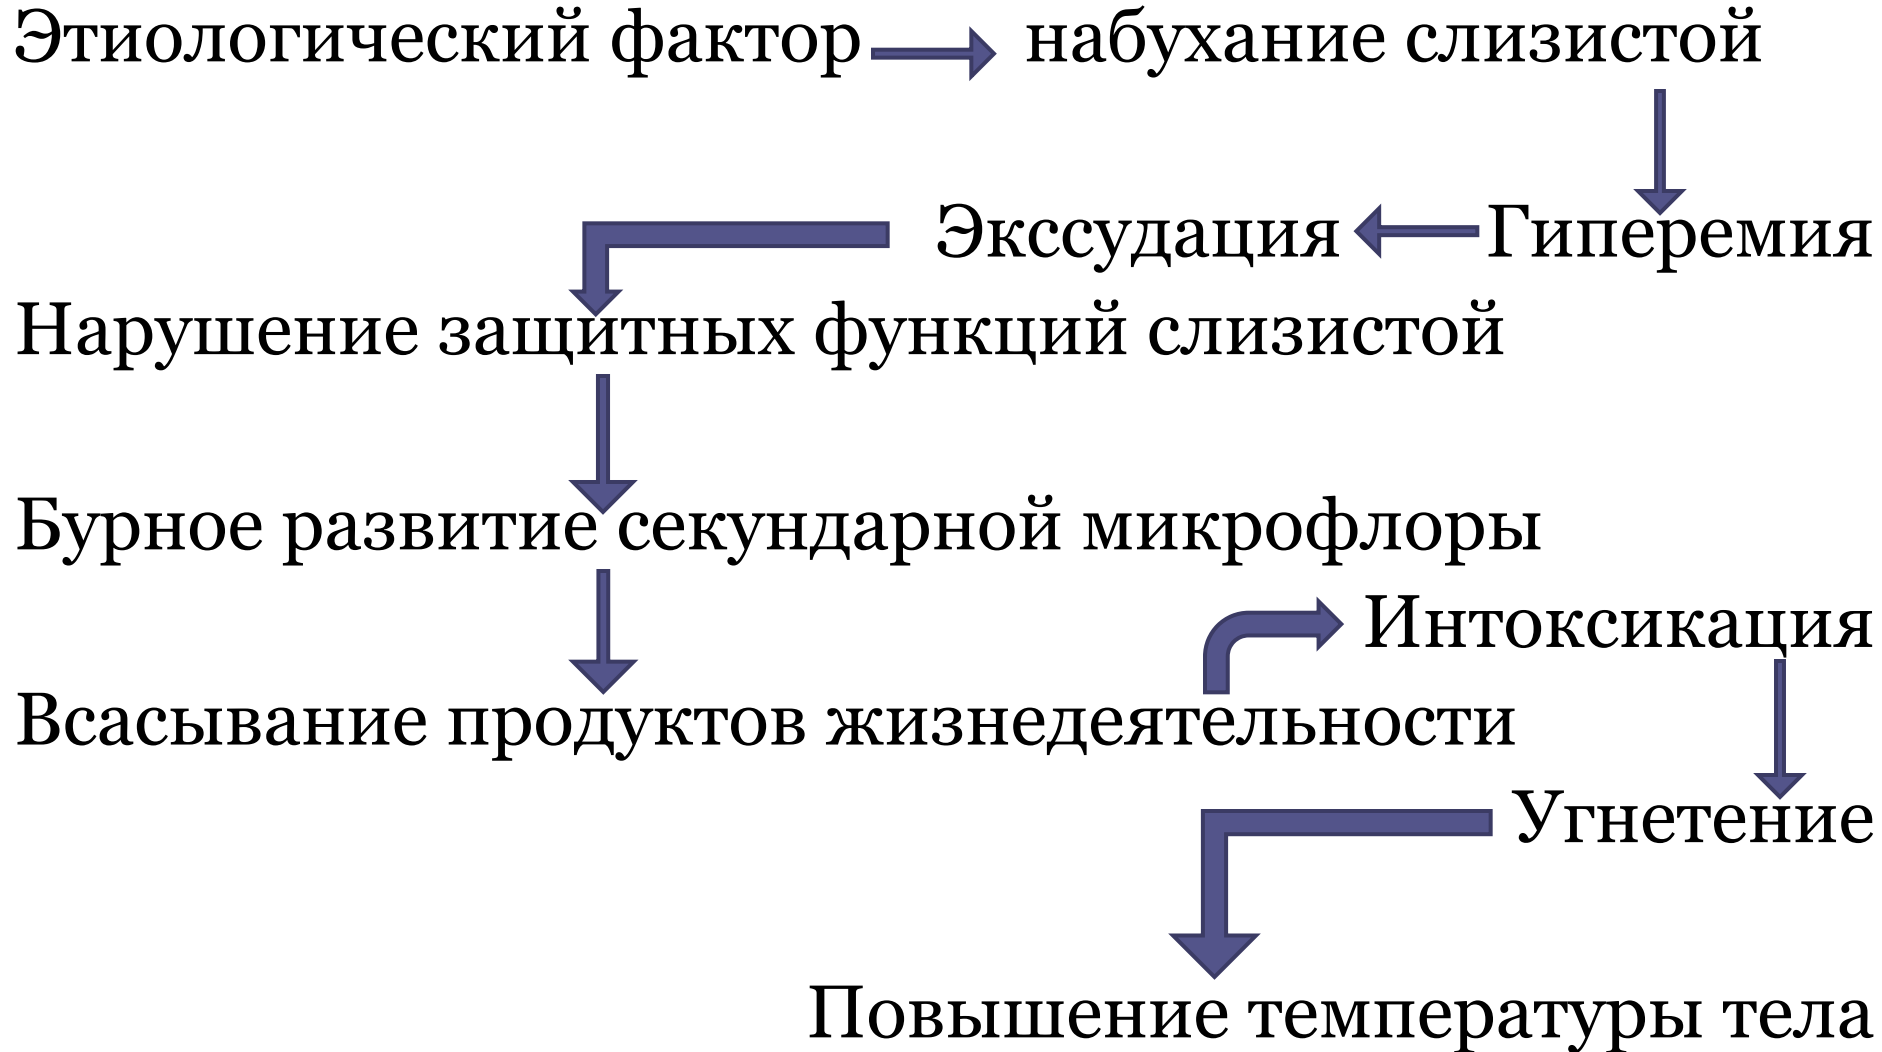 Этиологический фактор набухание слизистой
Экссудация Гиперемия
Нарушение защитных функций слизистой
Бурное развитие секундарной микрофлоры
Интоксикация
Всасывание продуктов жизнедеятельности
Угнетение
Повышение температуры тела